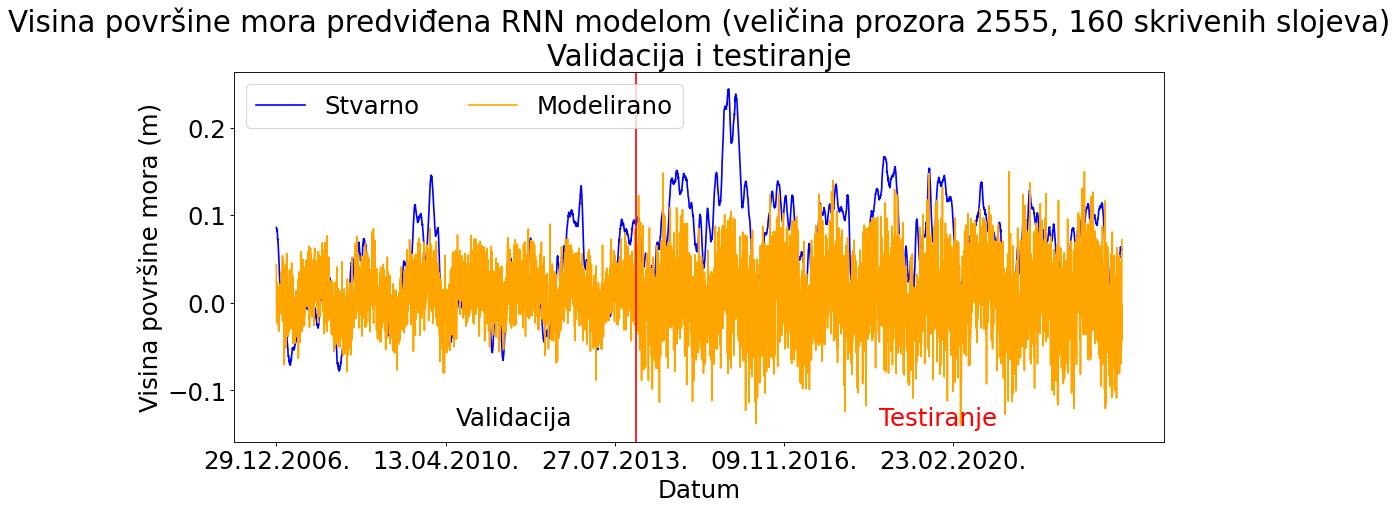 Visina površine mora predviđena RNN modelom (veličina prozora 2555, 160 skrivenih slojeva)
Validacija i testiranje
Stvarno
Modelirano
Visina površine mora (m)
0.2
0.1
0.0
−0.1
Validacija
Testiranje
29.12.2006.
13.04.2010.
27.07.2013.
09.11.2016.
23.02.2020.
Datum